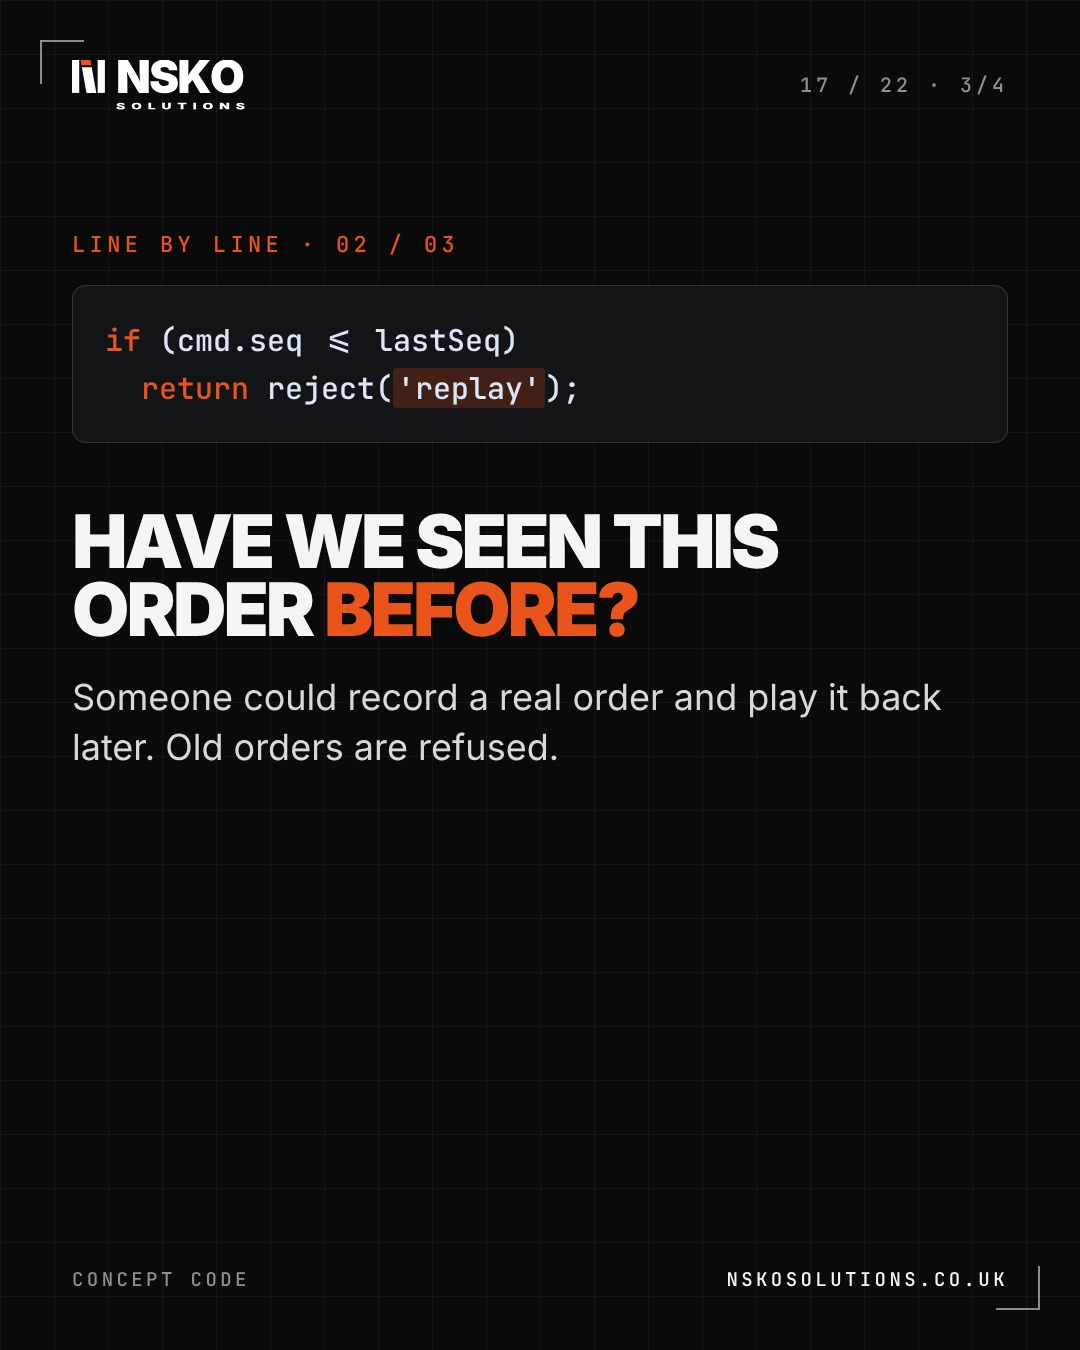 NSKO
SOLUTIONS
17 / 22 · 3/4
LINE BY LINE · 02 / 03
if (cmd.seq <= lastSeq)
return reject('replay');
HAVE WE SEEN THIS
ORDER BEFORE?
Someone could record a real order and play it back
later. Old orders are refused.
CONCEPT CODE
NSKOSOLUTIONS.CO.UK